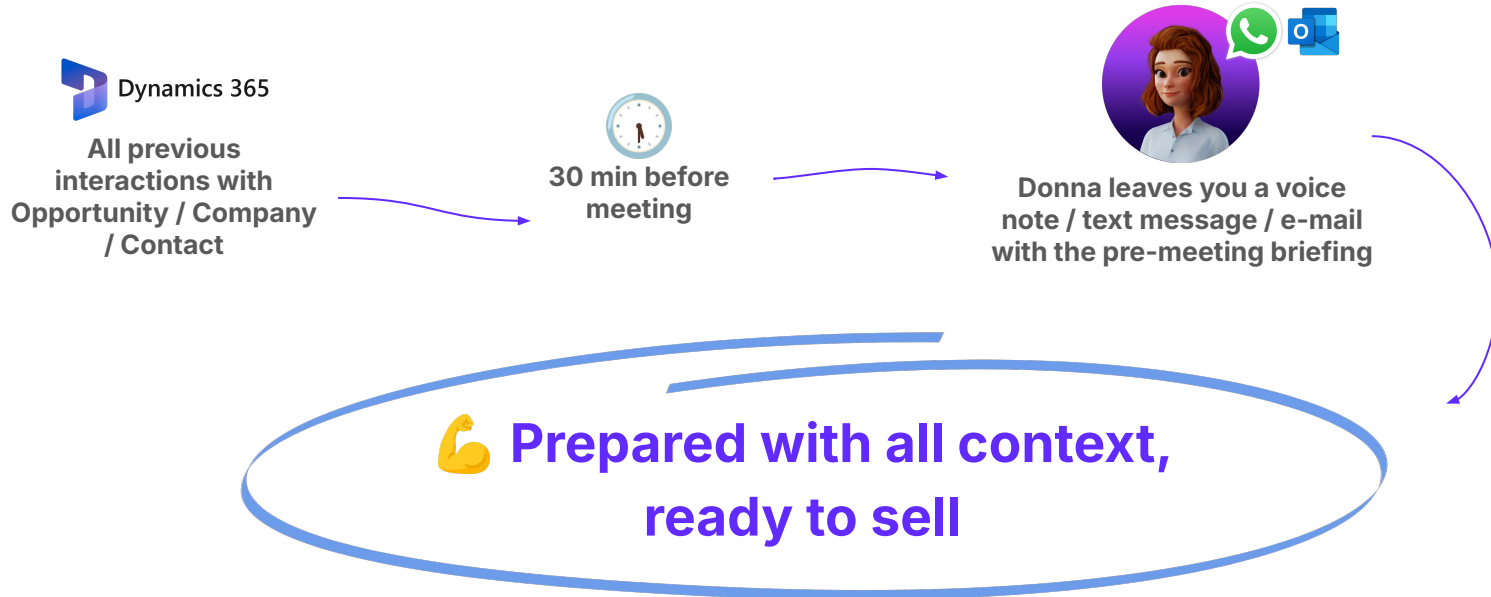 Dynamics 365
All previous
interactions with
Opportunity / Company
/ Contact
30 min before
meeting
O
Donna leaves you a voice
note / text message / e-mail
with the pre-meeting briefing
💪 Prepared with all context,
ready to sell